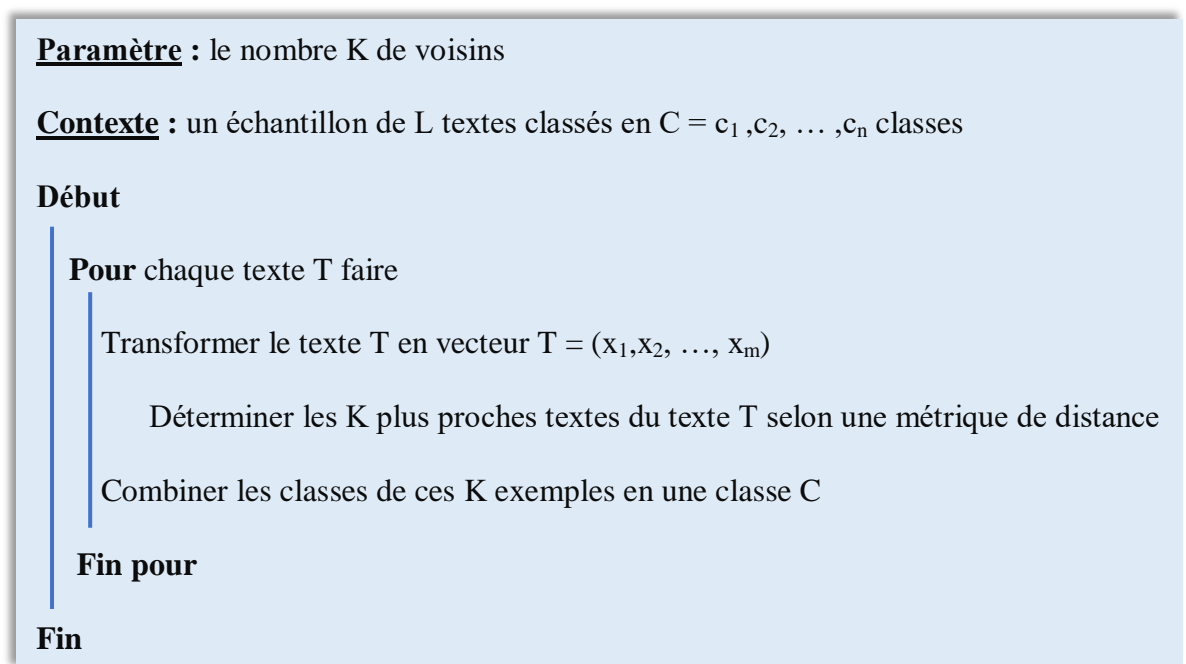 Paramètre : le nombre K de voisins
Contexte : un échantillon de L textes classés en C = c₁ ,c₂, … ,cₙ classes
Début
Pour chaque texte T faire
Transformer le texte T en vecteur T = (x₁,x₂, …, xₘ)
Déterminer les K plus proches textes du texte T selon une métrique de distance
Combiner les classes de ces K exemples en une classe C
Fin pour
Fin